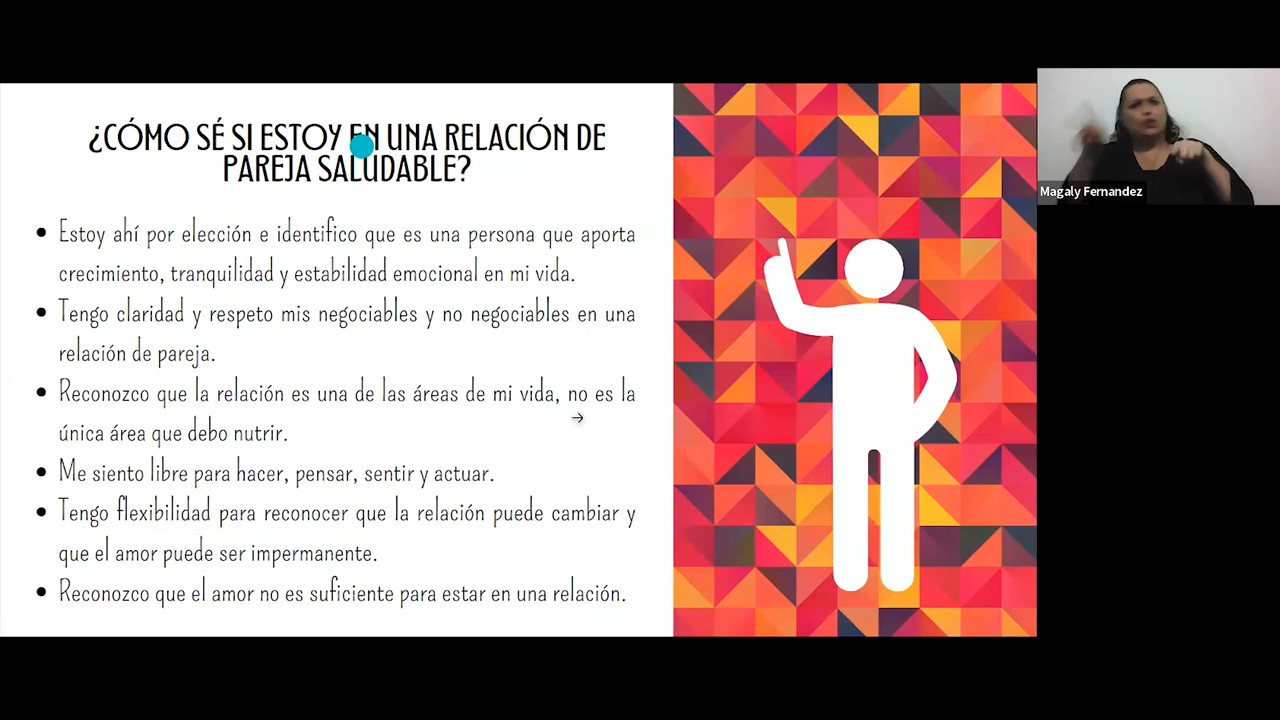 ¿CÓMO SÉ SI ESTOY EN UNA RELACIÓN DE
PAREJA SALUDABLE?
• Estoy ahí por elección e identifico que es una persona que aporta
crecimiento, tranquilidad y estabilidad emocional en mi vida.
• Tengo claridad y respeto mis negociables y no negociables en una
relación de pareja.
• Reconozco que la relación es una de las áreas de mi vida, no es la
única área que debo nutrir.
• Me siento libre para hacer, pensar, sentir y actuar.
• Tengo flexibilidad para reconocer que la relación puede cambiar y
que el amor puede ser impermanente.
• Reconozco que el amor no es suficiente para estar en una relación.
Magaly Fernandez